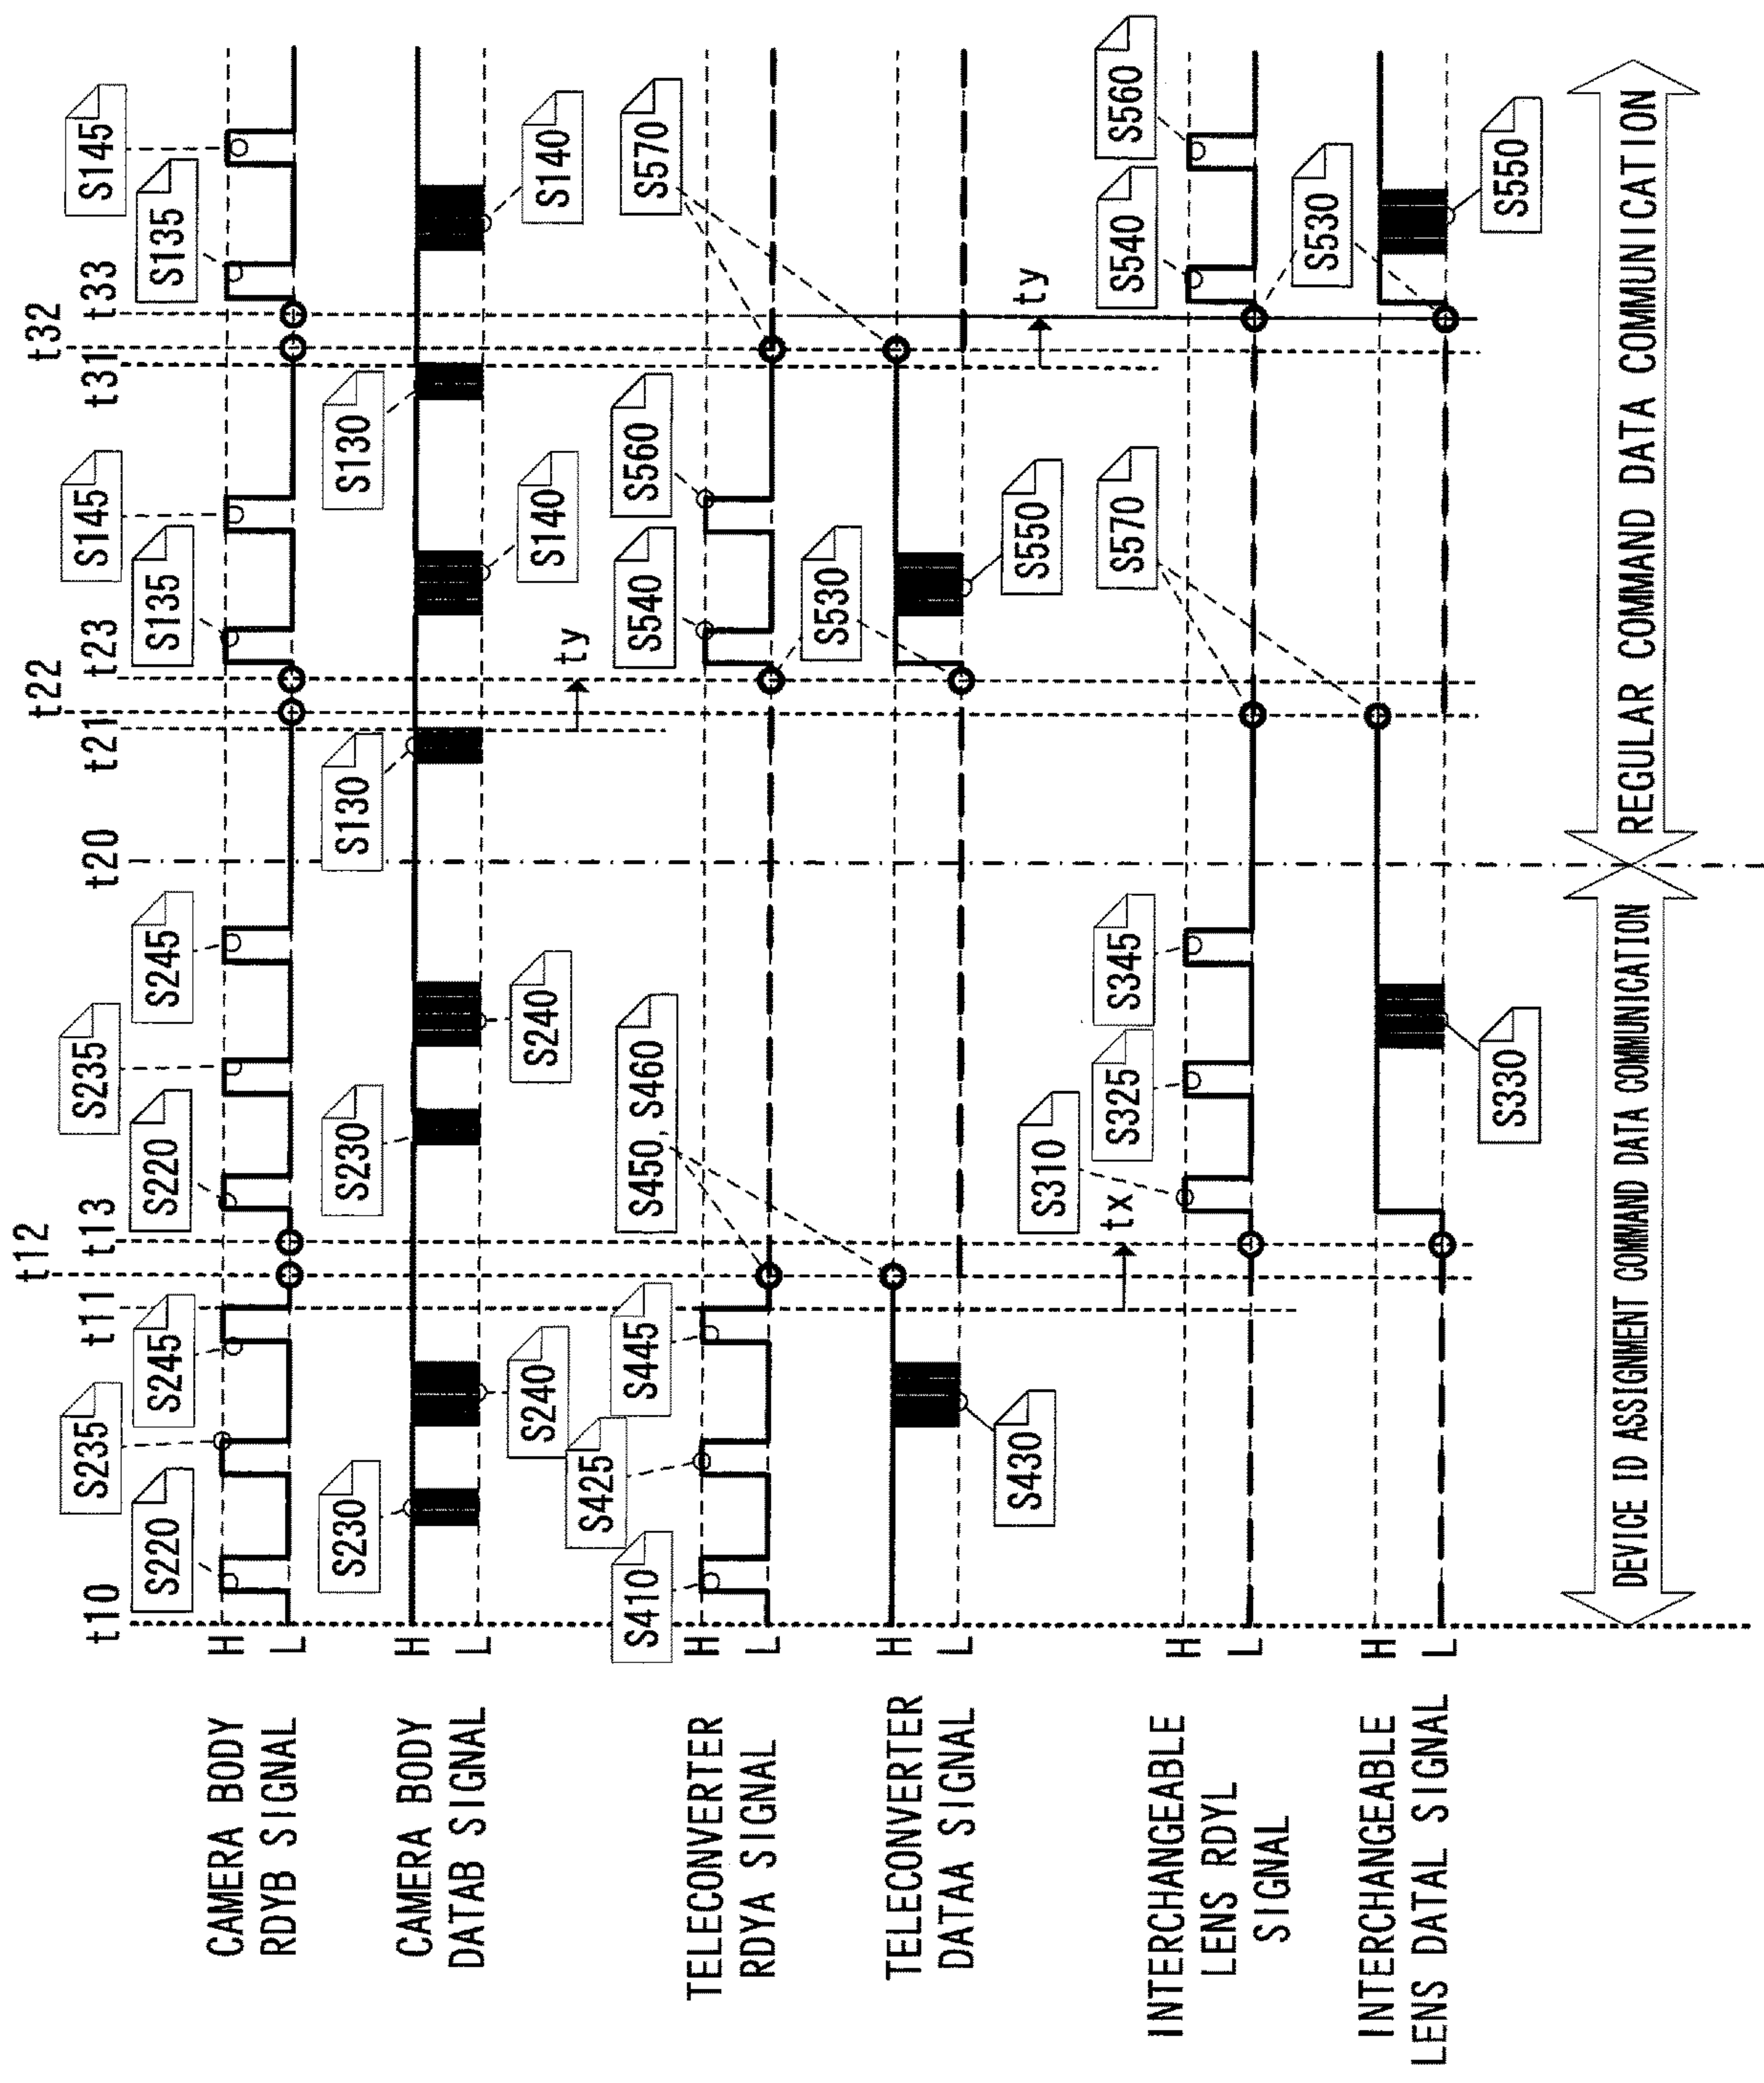 t12
t22
t32
t10
t11
t13
t20
t21
t23
t31
t33
S235
S235
S145
S145
S220
S245
S220
S245
S135
S135
CAMERA BODY
RDYB SIGNAL
H
L
S230
S230
S130
S130
CAMERA BODY
DATAB SIGNAL
H
L
S240
S240
S140
S140
ty
S425
S410
S445
S450, S460
S540
S560
S570
TELECONVERTER
RDYA SIGNAL
H
L
S530
TELECONVERTER
DATAA SIGNAL
H
L
S430
S550
ty
tx
S310
S325
S345
S570
S540
S560
INTERCHANGEABLE
LENS RDYL
SIGNAL
H
L
S530
INTERCHANGEABLE
LENS DATAL SIGNAL
H
L
S330
S550
DEVICE ID ASSIGNMENT COMMAND DATA COMMUNICATION
REGULAR COMMAND DATA COMMUNICATION